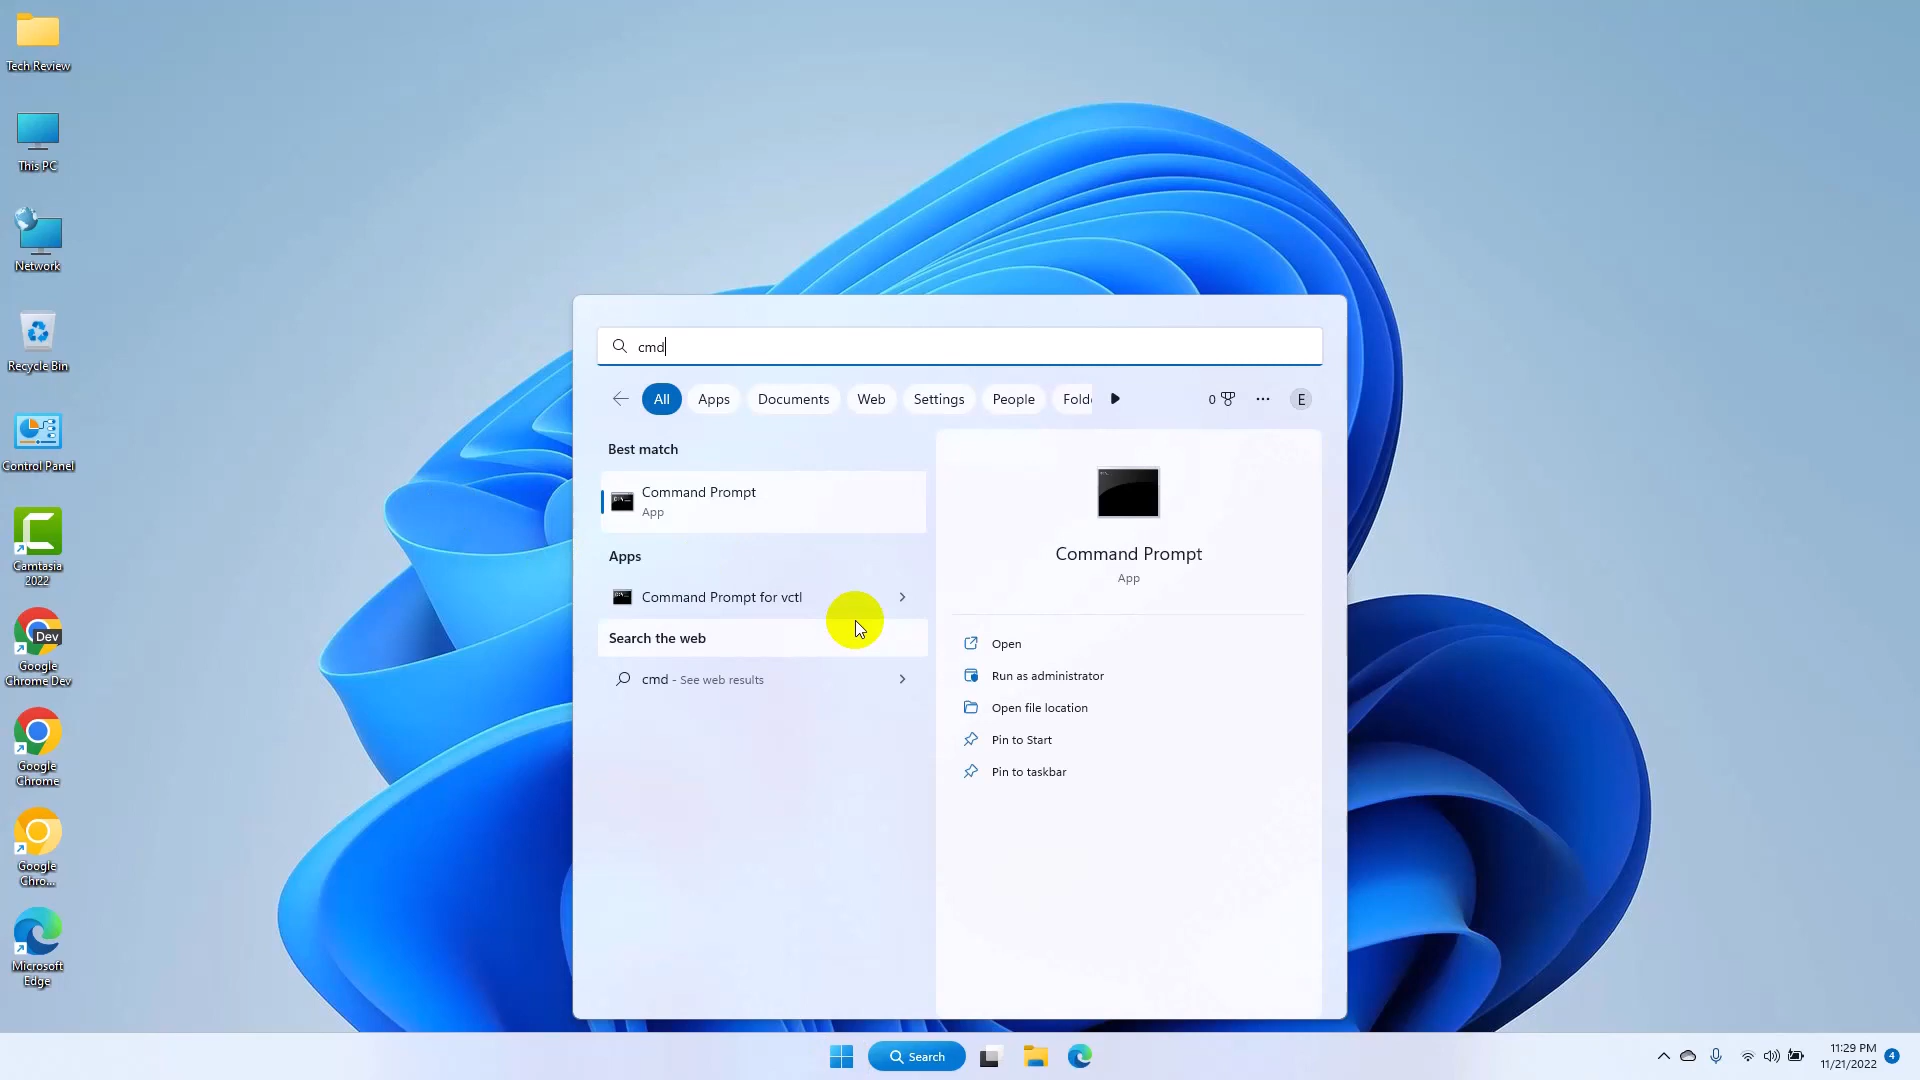 Tech Review
This PC
Network
Recycle Bin
Control Panel
Camtasia
2022
Dev
Google
Chrome Dev
Google
Chrome
Google
Chro...
Microsoft
Edge
cmd
All
Apps
Documents
Web
Settings
People
Fold
0
E
Best match
Command Prompt
App
Apps
Command Prompt for vctl
Search the web
cmd - See web results
Command Prompt
App
Open
Run as administrator
Open file location
Pin to Start
Pin to taskbar
Search
11:29 PM
11/21/2022
4